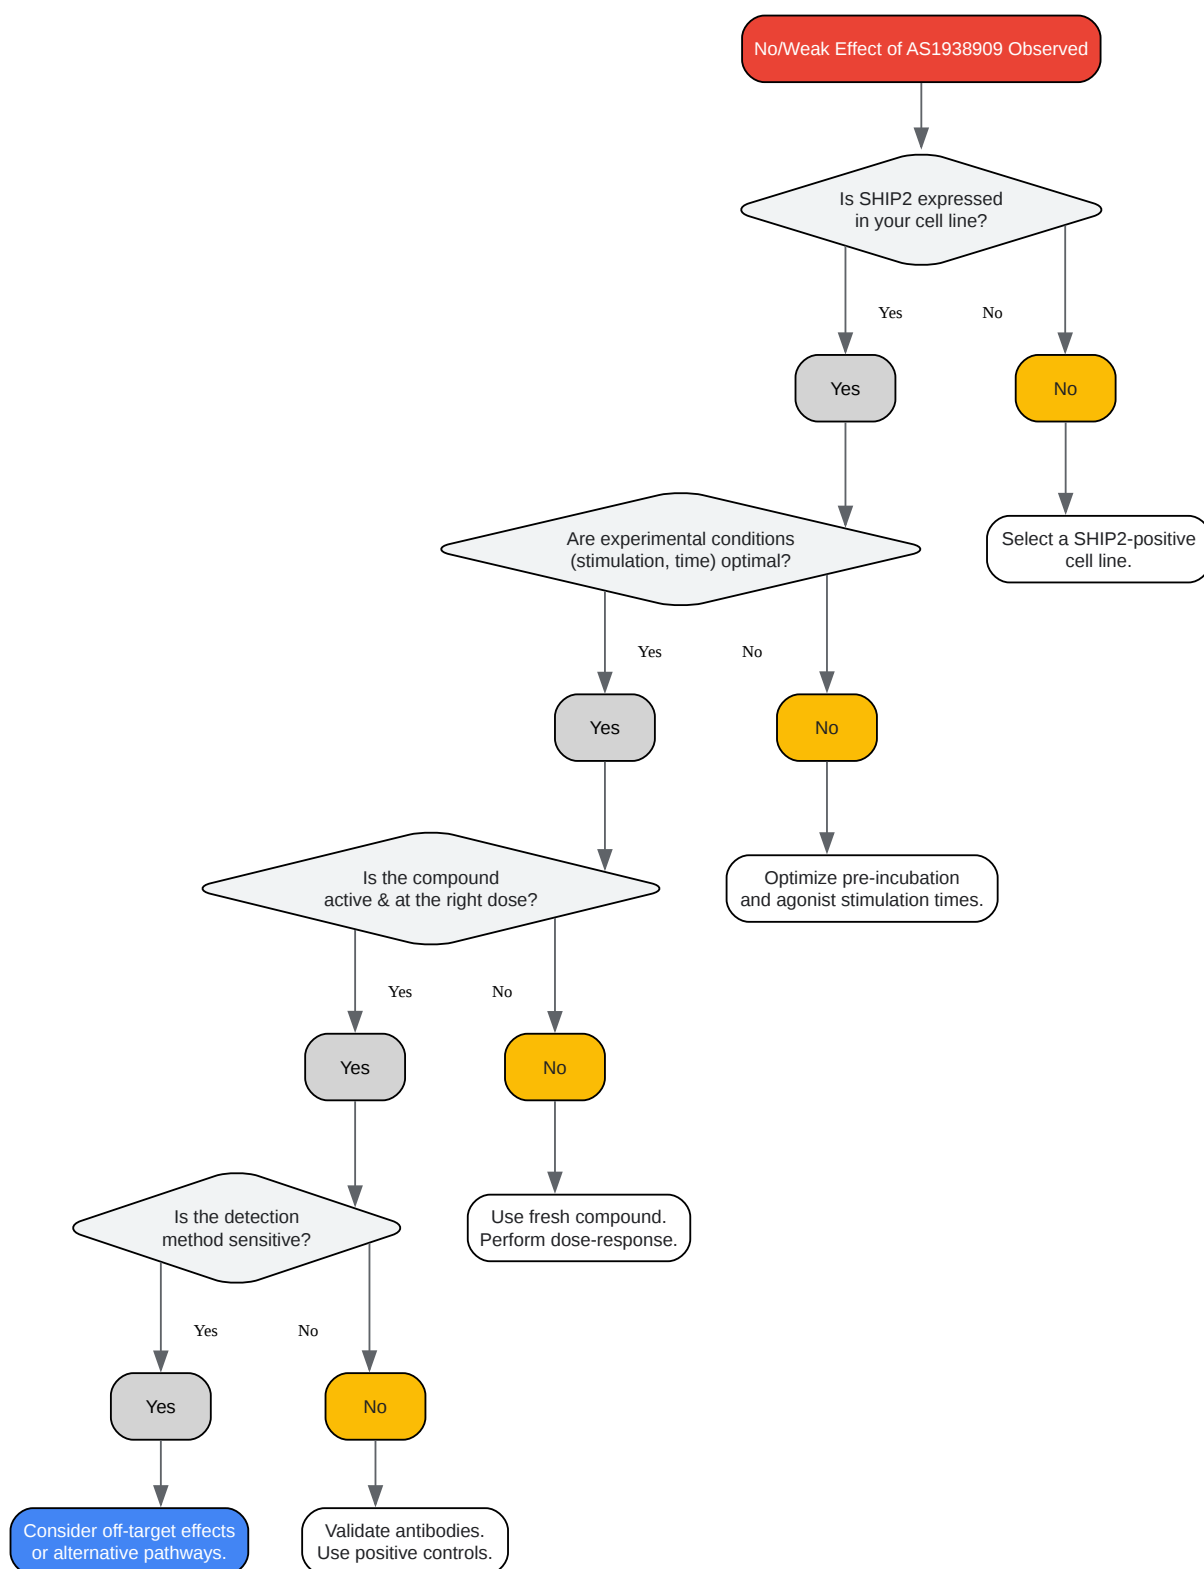 No/Weak Effect of AS1938909 Observed
Is SHIP2 expressed
in your cell line?
Yes
No
Yes
No
Select a SHIP2-positive
cell line.
Are experimental conditions
(stimulation, time) optimal?
Yes
No
Yes
No
Optimize pre-incubation
and agonist stimulation times.
Is the compound
active & at the right dose?
Yes
No
Yes
No
Use fresh compound.
Perform dose-response.
Is the detection
method sensitive?
Yes
No
Yes
No
Consider off-target effects
or alternative pathways.
Validate antibodies.
Use positive controls.